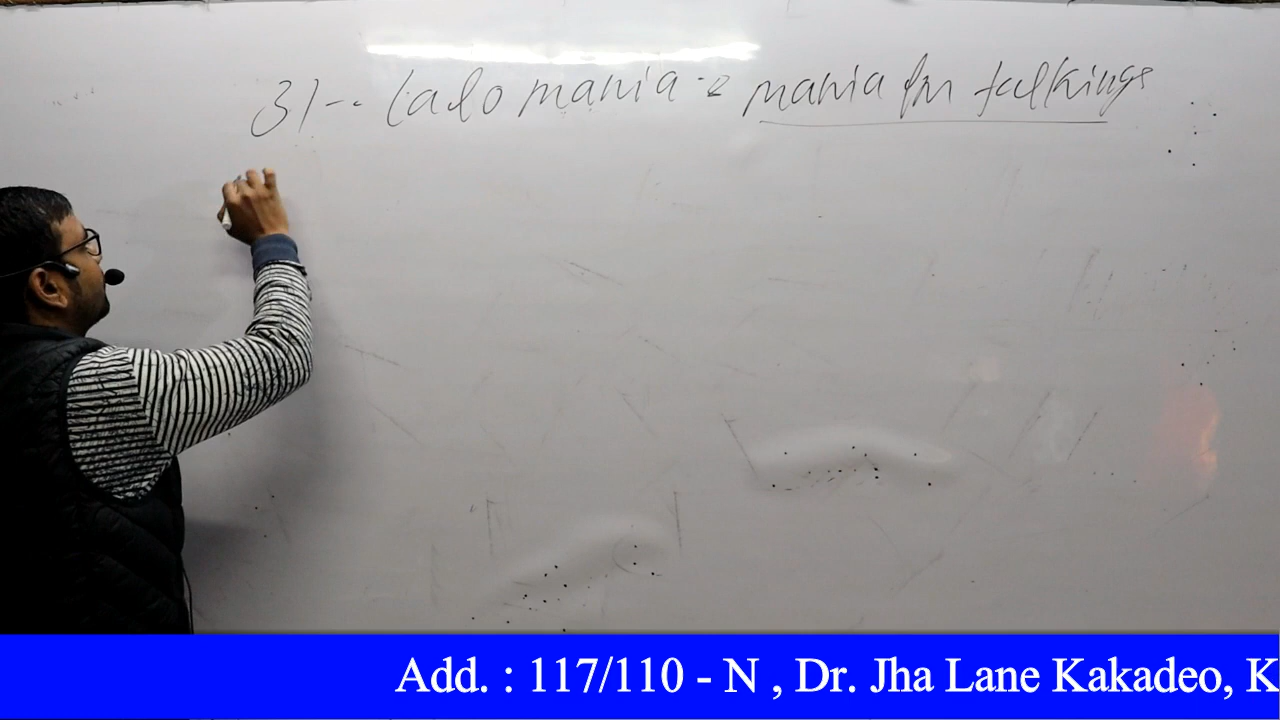 31-- Lalo mania -: mania for talkings
Add. : 117/110 - N , Dr. Jha Lane Kakadeo, K